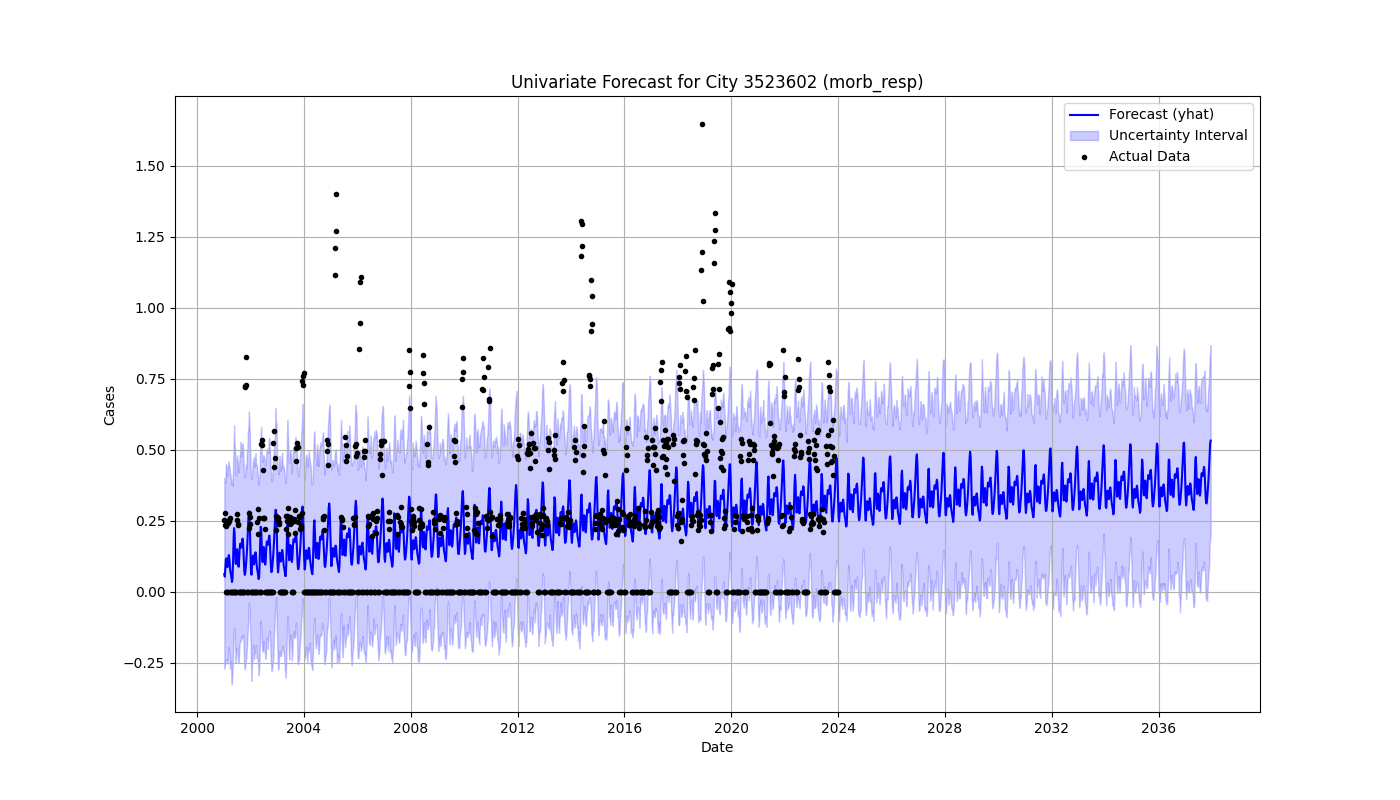 Univariate Forecast for City 3523602 (morb_resp)
Forecast (yhat)
Uncertainty Interval
Actual Data
Cases
1.50
1.25
1.00
0.75
0.50
0.25
0.00
−0.25
2000 2004 2008 2012 2016 2020 2024 2028 2032 2036
Date